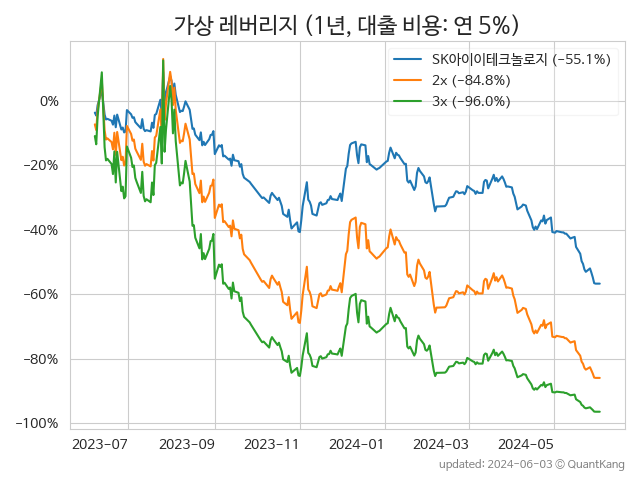 가상 레버리지 (1년, 대출 비용: 연 5%)
SK아이이테크놀로지 (−55.1%)
2x (−84.8%)
3x (−96.0%)
0%
−20%
−40%
−60%
−80%
−100%
2023-07 2023-09 2023-11 2024-01 2024-03 2024-05
updated: 2024-06-03 © QuantKang